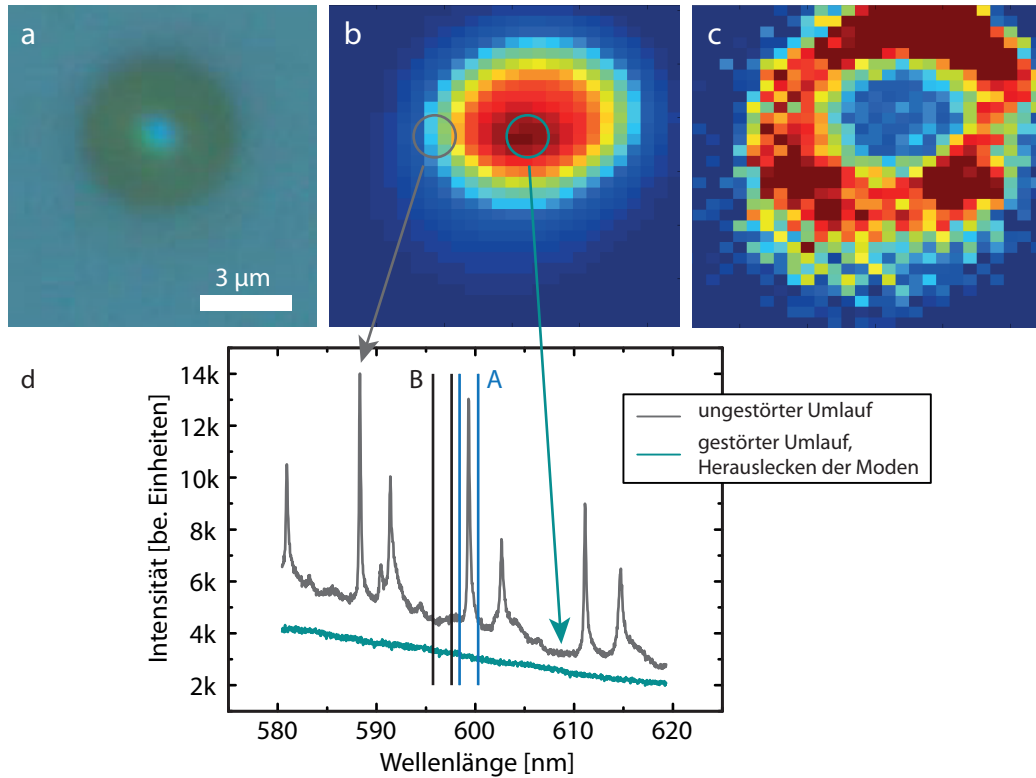 a
b
c
3 µm
d
B
A
14k
12k
10k
8k
6k
4k
2k
Intensität [be. Einheiten]
580
590
600
610
620
Wellenlänge [nm]
ungestörter Umlauf
gestörter Umlauf,
Herauslecken der Moden